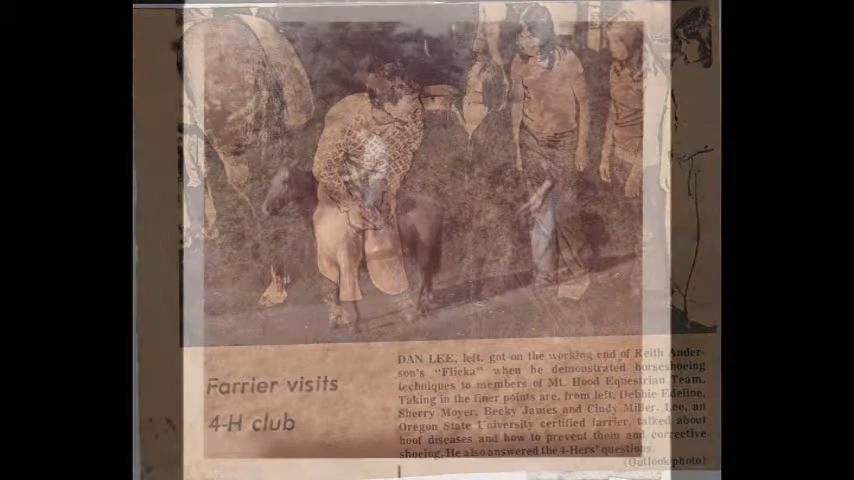 Farrier visits
4-H club
DAN LEE, left, got on the working end of Keith Ander-
son's "Flicka" when he demonstrated horseshoeing
techniques to members of Mt. Hood Equestrian Team.
Taking in the finer points are, from left, Debbie Edeline,
Sherry Moyer, Becky James and Cindy Miller. Lee, an
Oregon State University certified farrier, talked about
hoof diseases and how to prevent them and corrective
shoeing. He also answered the 4-Hers' questions.
(Outlook photo)